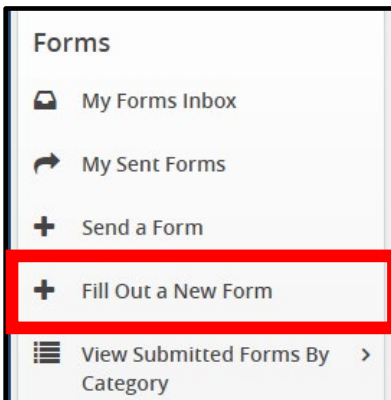 Forms
My Forms Inbox
My Sent Forms
Send a Form
Fill Out a New Form
View Submitted Forms By
Category